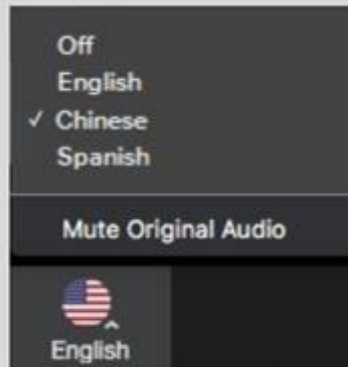 Off
English
✓ Chinese
Spanish
Mute Original Audio
English